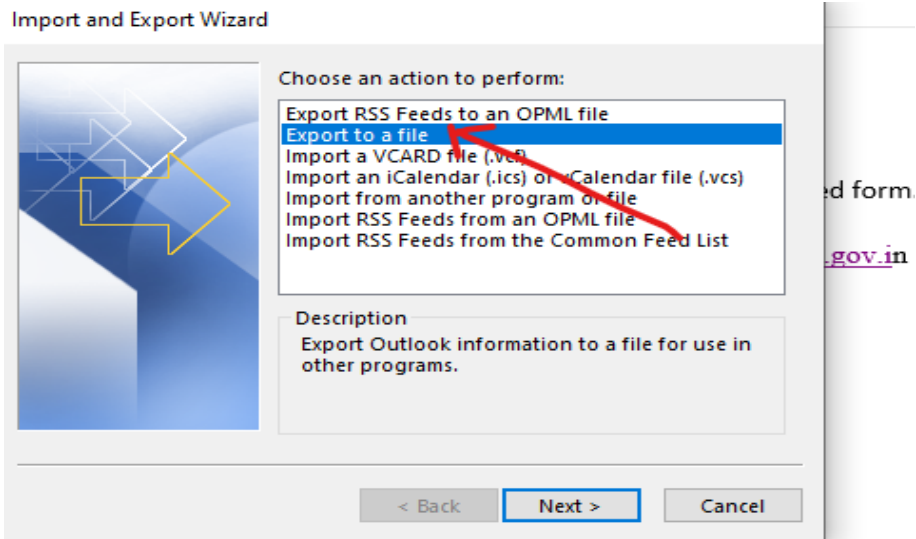 Import and Export Wizard
Choose an action to perform:
Export RSS Feeds to an OPML file
Export to a file
Import a VCARD file (.vcf)
Import an iCalendar (.ics) or vCalendar file (.vcs)
Import from another program or file
Import RSS Feeds from an OPML file
Import RSS Feeds from the Common Feed List
Description
Export Outlook information to a file for use in
other programs.
< Back
Next >
Cancel
ed form.
.gov.in